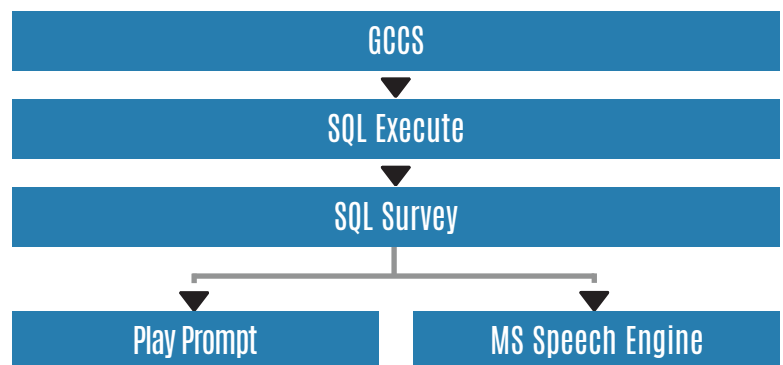 GCCS
SQL Execute
SQL Survey
Play Prompt
MS Speech Engine